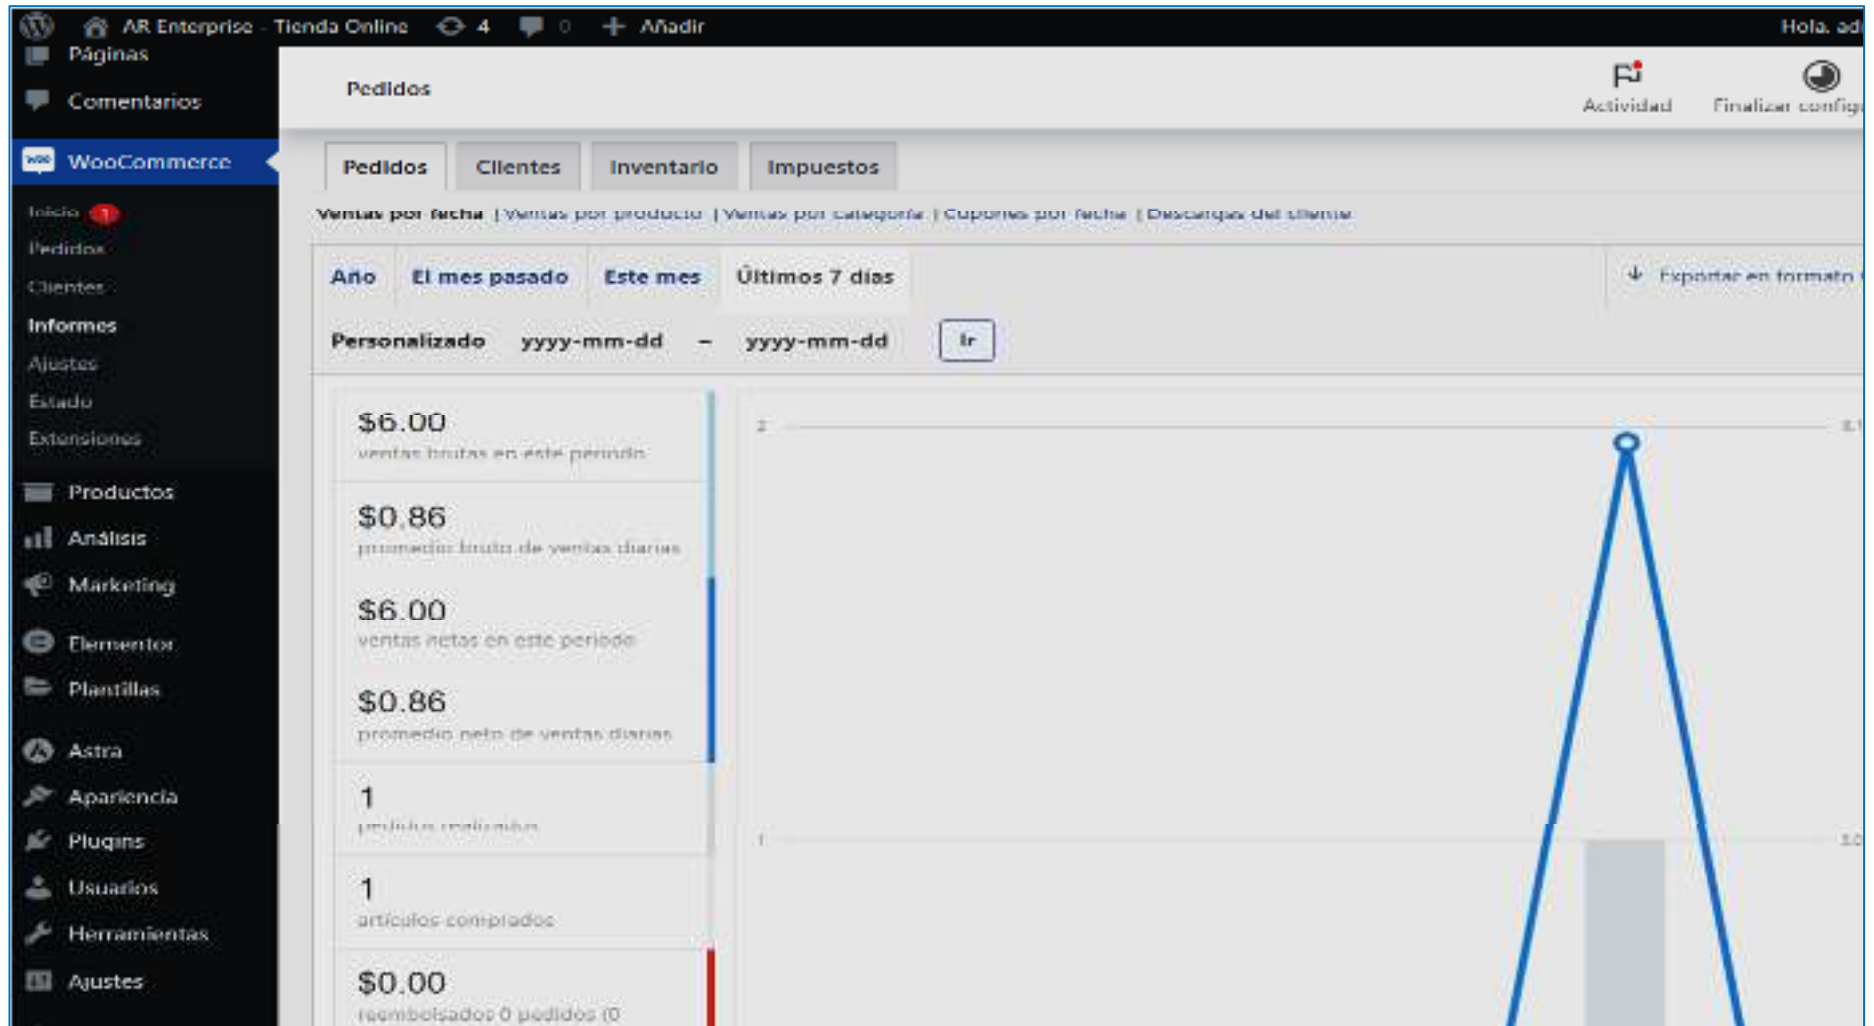 AR Enterprise - Tienda Online 4 0 + Añadir
Hola, ad
Páginas
Comentarios
WooCommerce
Inicio 1
Pedidos
Clientes
Informes
Ajustes
Estado
Extensiones
Productos
Análisis
Marketing
Elementor
Plantillas
Astra
Apariencia
Plugins
Usuarios
Herramientas
Ajustes
Pedidos
Actividad
Finalizar configu
Pedidos Clientes Inventario Impuestos
Ventas por fecha | Ventas por producto | Ventas por categoría | Cupones por fecha | Descargas del cliente
Año El mes pasado Este mes Últimos 7 días
Exportar en formato
Personalizado yyyy-mm-dd – yyyy-mm-dd Ir
$6.00
ventas brutas en este periodo
$0.86
promedio bruto de ventas diarias
$6.00
ventas netas en este periodo
$0.86
promedio neto de ventas diarias
1
pedidos realizados
1
artículos comprados
$0.00
reembolsados 0 pedidos (0
2
1